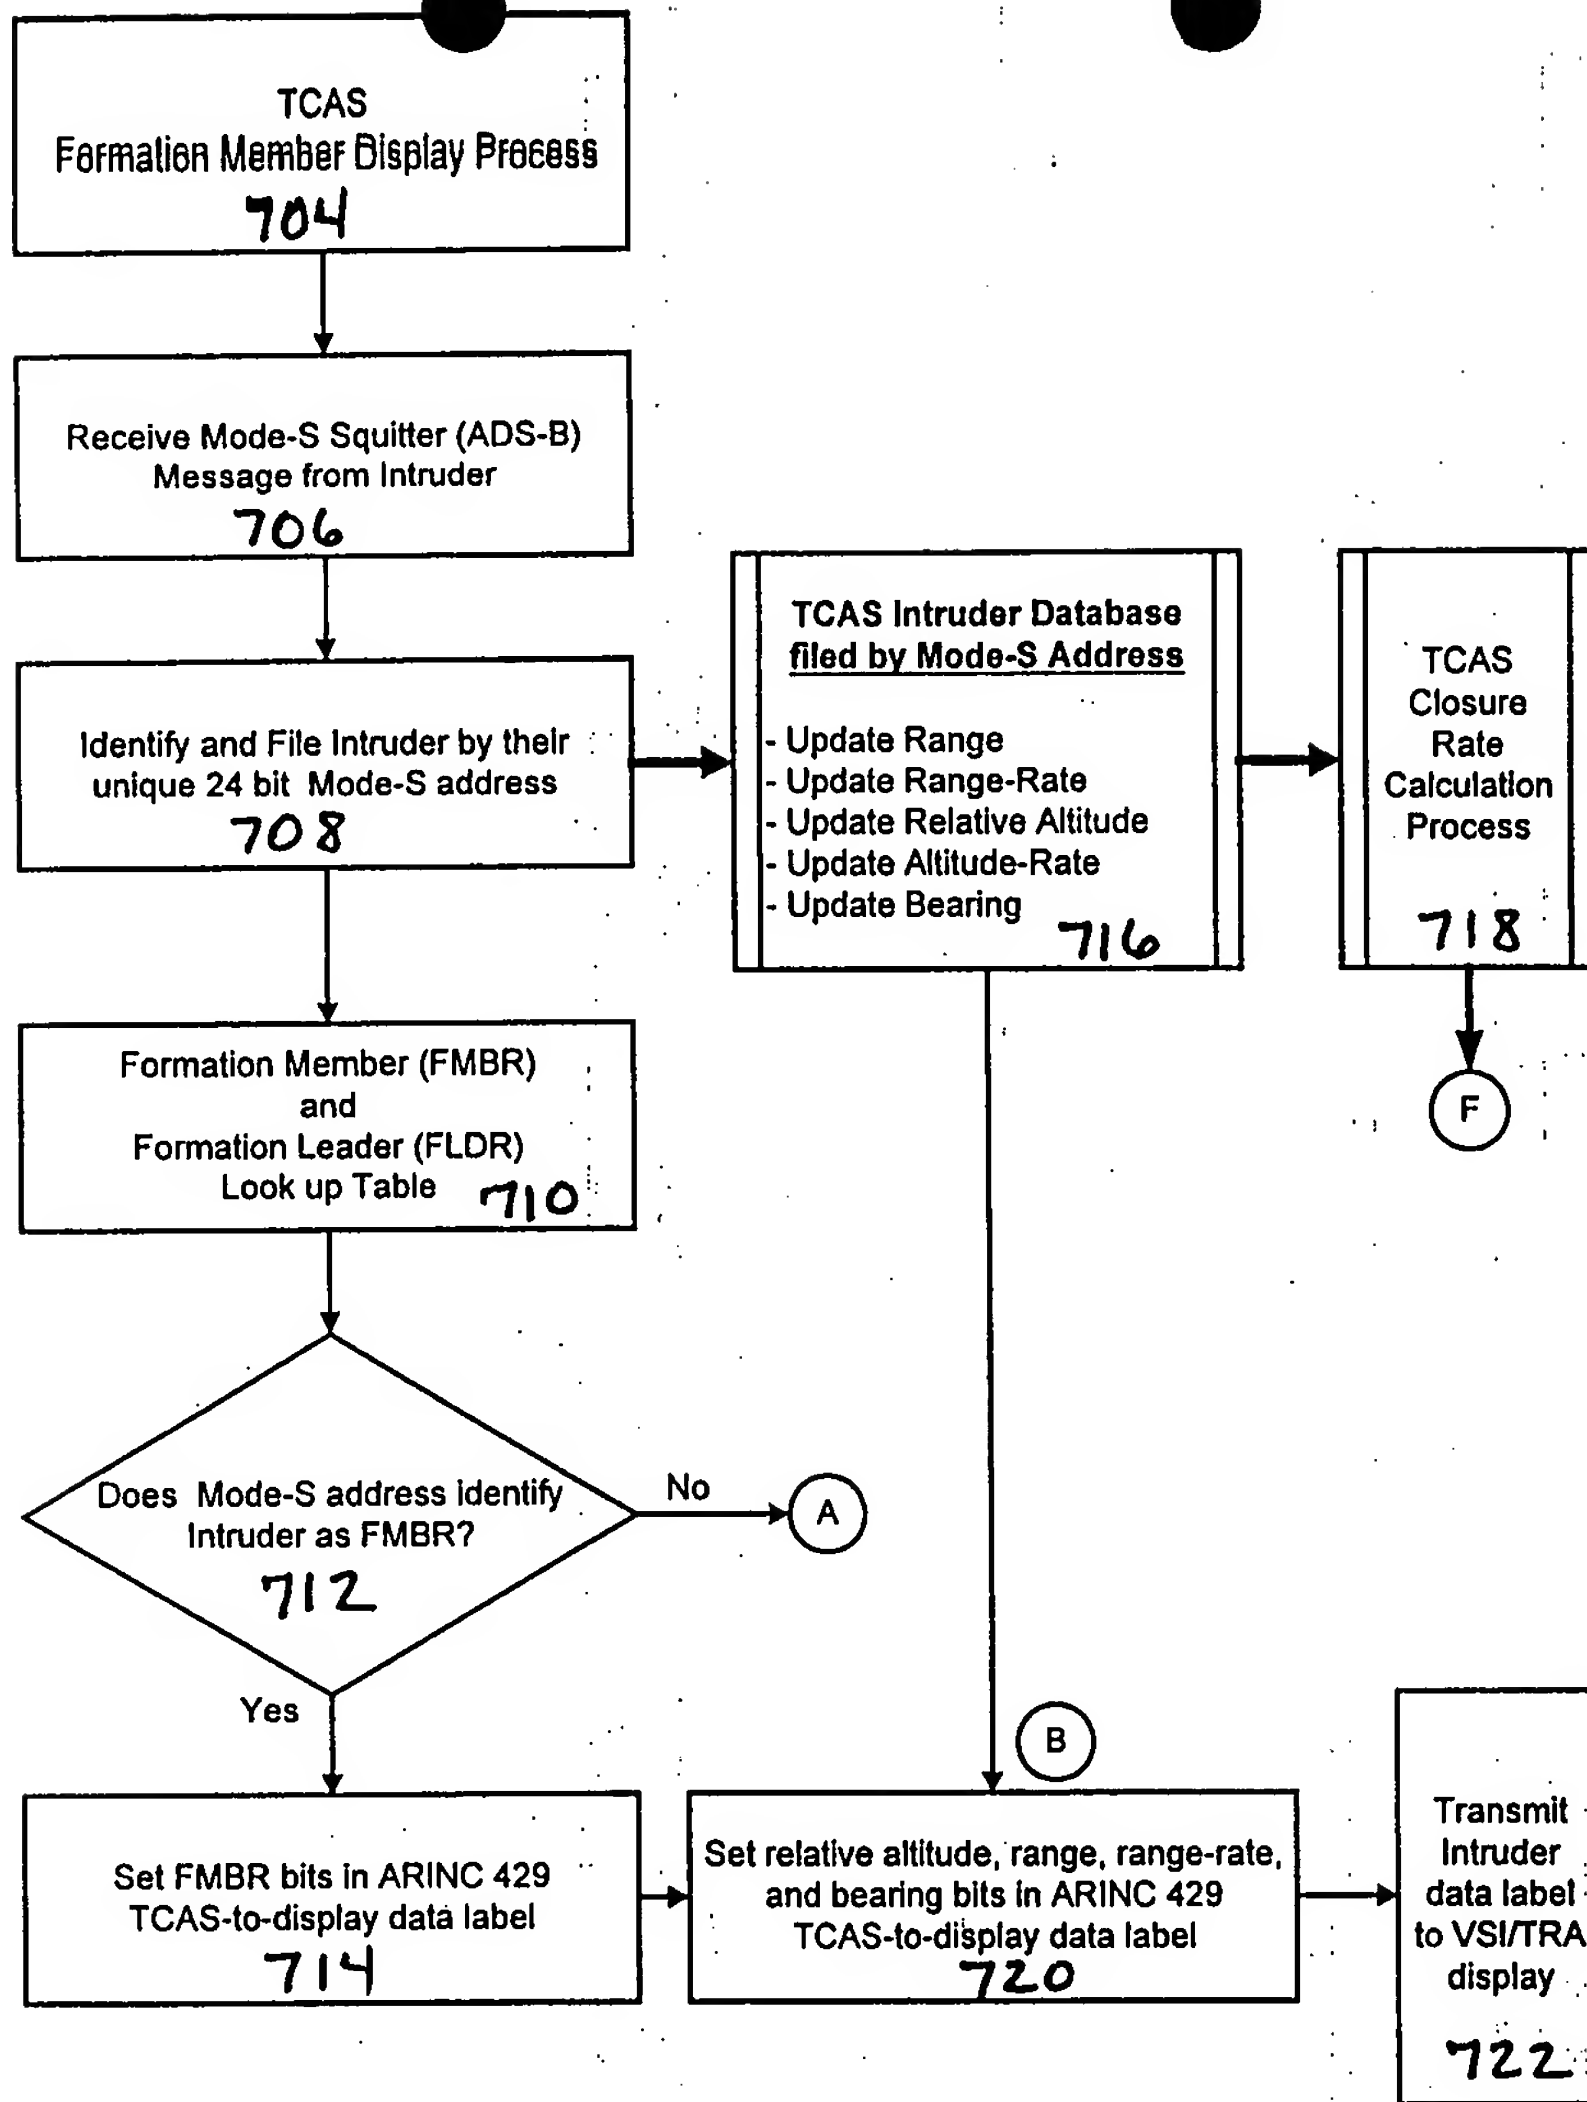 TCAS
Formation Member Display Process
704
Receive Mode-S Squitter (ADS-B)
Message from Intruder
706
Identify and File Intruder by their
unique 24 bit Mode-S address
708
TCAS Intruder Database
filed by Mode-S Address
- Update Range
- Update Range-Rate
- Update Relative Altitude
- Update Altitude-Rate
- Update Bearing
716
TCAS
Closure
Rate
Calculation
Process
718
F
Formation Member (FMBR)
and
Formation Leader (FLDR)
Look up Table
710
Does Mode-S address identify
Intruder as FMBR?
712
No
A
Yes
B
Set FMBR bits in ARINC 429
TCAS-to-display data label
714
Set relative altitude, range, range-rate,
and bearing bits in ARINC 429
TCAS-to-display data label
720
Transmit
Intruder
data label
to VSI/TRA
display
722